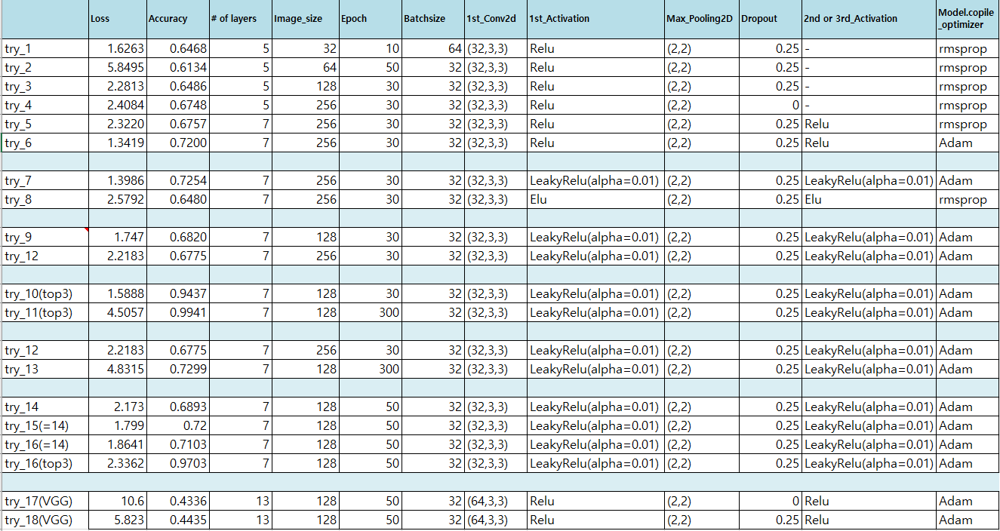 Loss Accuracy # of layers Image_size Epoch Batchsize 1st_Conv2d 1st_Activation Max_Pooling2D Dropout 2nd or 3rd_Activation Model.copile
_optimizer
try_1 1.6263 0.6468 5 32 10 64 (32,3,3) Relu (2,2) 0.25 - rmsprop
try_2 5.8495 0.6134 5 64 50 32 (32,3,3) Relu (2,2) 0.25 - rmsprop
try_3 2.2813 0.6486 5 128 30 32 (32,3,3) Relu (2,2) 0.25 - rmsprop
try_4 2.4084 0.6748 5 256 30 32 (32,3,3) Relu (2,2) 0 - rmsprop
try_5 2.3220 0.6757 7 256 30 32 (32,3,3) Relu (2,2) 0.25 Relu rmsprop
try_6 1.3419 0.7200 7 256 30 32 (32,3,3) Relu (2,2) 0.25 Relu Adam
try_7 1.3986 0.7254 7 256 30 32 (32,3,3) LeakyRelu(alpha=0.01) (2,2) 0.25 LeakyRelu(alpha=0.01) Adam
try_8 2.5792 0.6480 7 256 30 32 (32,3,3) Elu (2,2) 0.25 Elu rmsprop
try_9 1.747 0.6820 7 128 30 32 (32,3,3) LeakyRelu(alpha=0.01) (2,2) 0.25 LeakyRelu(alpha=0.01) Adam
try_12 2.2183 0.6775 7 256 30 32 (32,3,3) LeakyRelu(alpha=0.01) (2,2) 0.25 LeakyRelu(alpha=0.01) Adam
try_10(top3) 1.5888 0.9437 7 128 30 32 (32,3,3) LeakyRelu(alpha=0.01) (2,2) 0.25 LeakyRelu(alpha=0.01) Adam
try_11(top3) 4.5057 0.9941 7 128 300 32 (32,3,3) LeakyRelu(alpha=0.01) (2,2) 0.25 LeakyRelu(alpha=0.01) Adam
try_12 2.2183 0.6775 7 256 30 32 (32,3,3) LeakyRelu(alpha=0.01) (2,2) 0.25 LeakyRelu(alpha=0.01) Adam
try_13 4.8315 0.7299 7 128 300 32 (32,3,3) LeakyRelu(alpha=0.01) (2,2) 0.25 LeakyRelu(alpha=0.01) Adam
try_14 2.173 0.6893 7 128 50 32 (32,3,3) LeakyRelu(alpha=0.01) (2,2) 0.25 LeakyRelu(alpha=0.01) Adam
try_15(=14) 1.799 0.72 7 128 50 32 (32,3,3) LeakyRelu(alpha=0.01) (2,2) 0.25 LeakyRelu(alpha=0.01) Adam
try_16(=14) 1.8641 0.7103 7 128 50 32 (32,3,3) LeakyRelu(alpha=0.01) (2,2) 0.25 LeakyRelu(alpha=0.01) Adam
try_16(top3) 2.3362 0.9703 7 128 50 32 (32,3,3) LeakyRelu(alpha=0.01) (2,2) 0.25 LeakyRelu(alpha=0.01) Adam
try_17(VGG) 10.6 0.4336 13 128 50 32 (64,3,3) Relu (2,2) 0 Relu Adam
try_18(VGG) 5.823 0.4435 13 128 50 32 (64,3,3) Relu (2,2) 0.25 Relu Adam